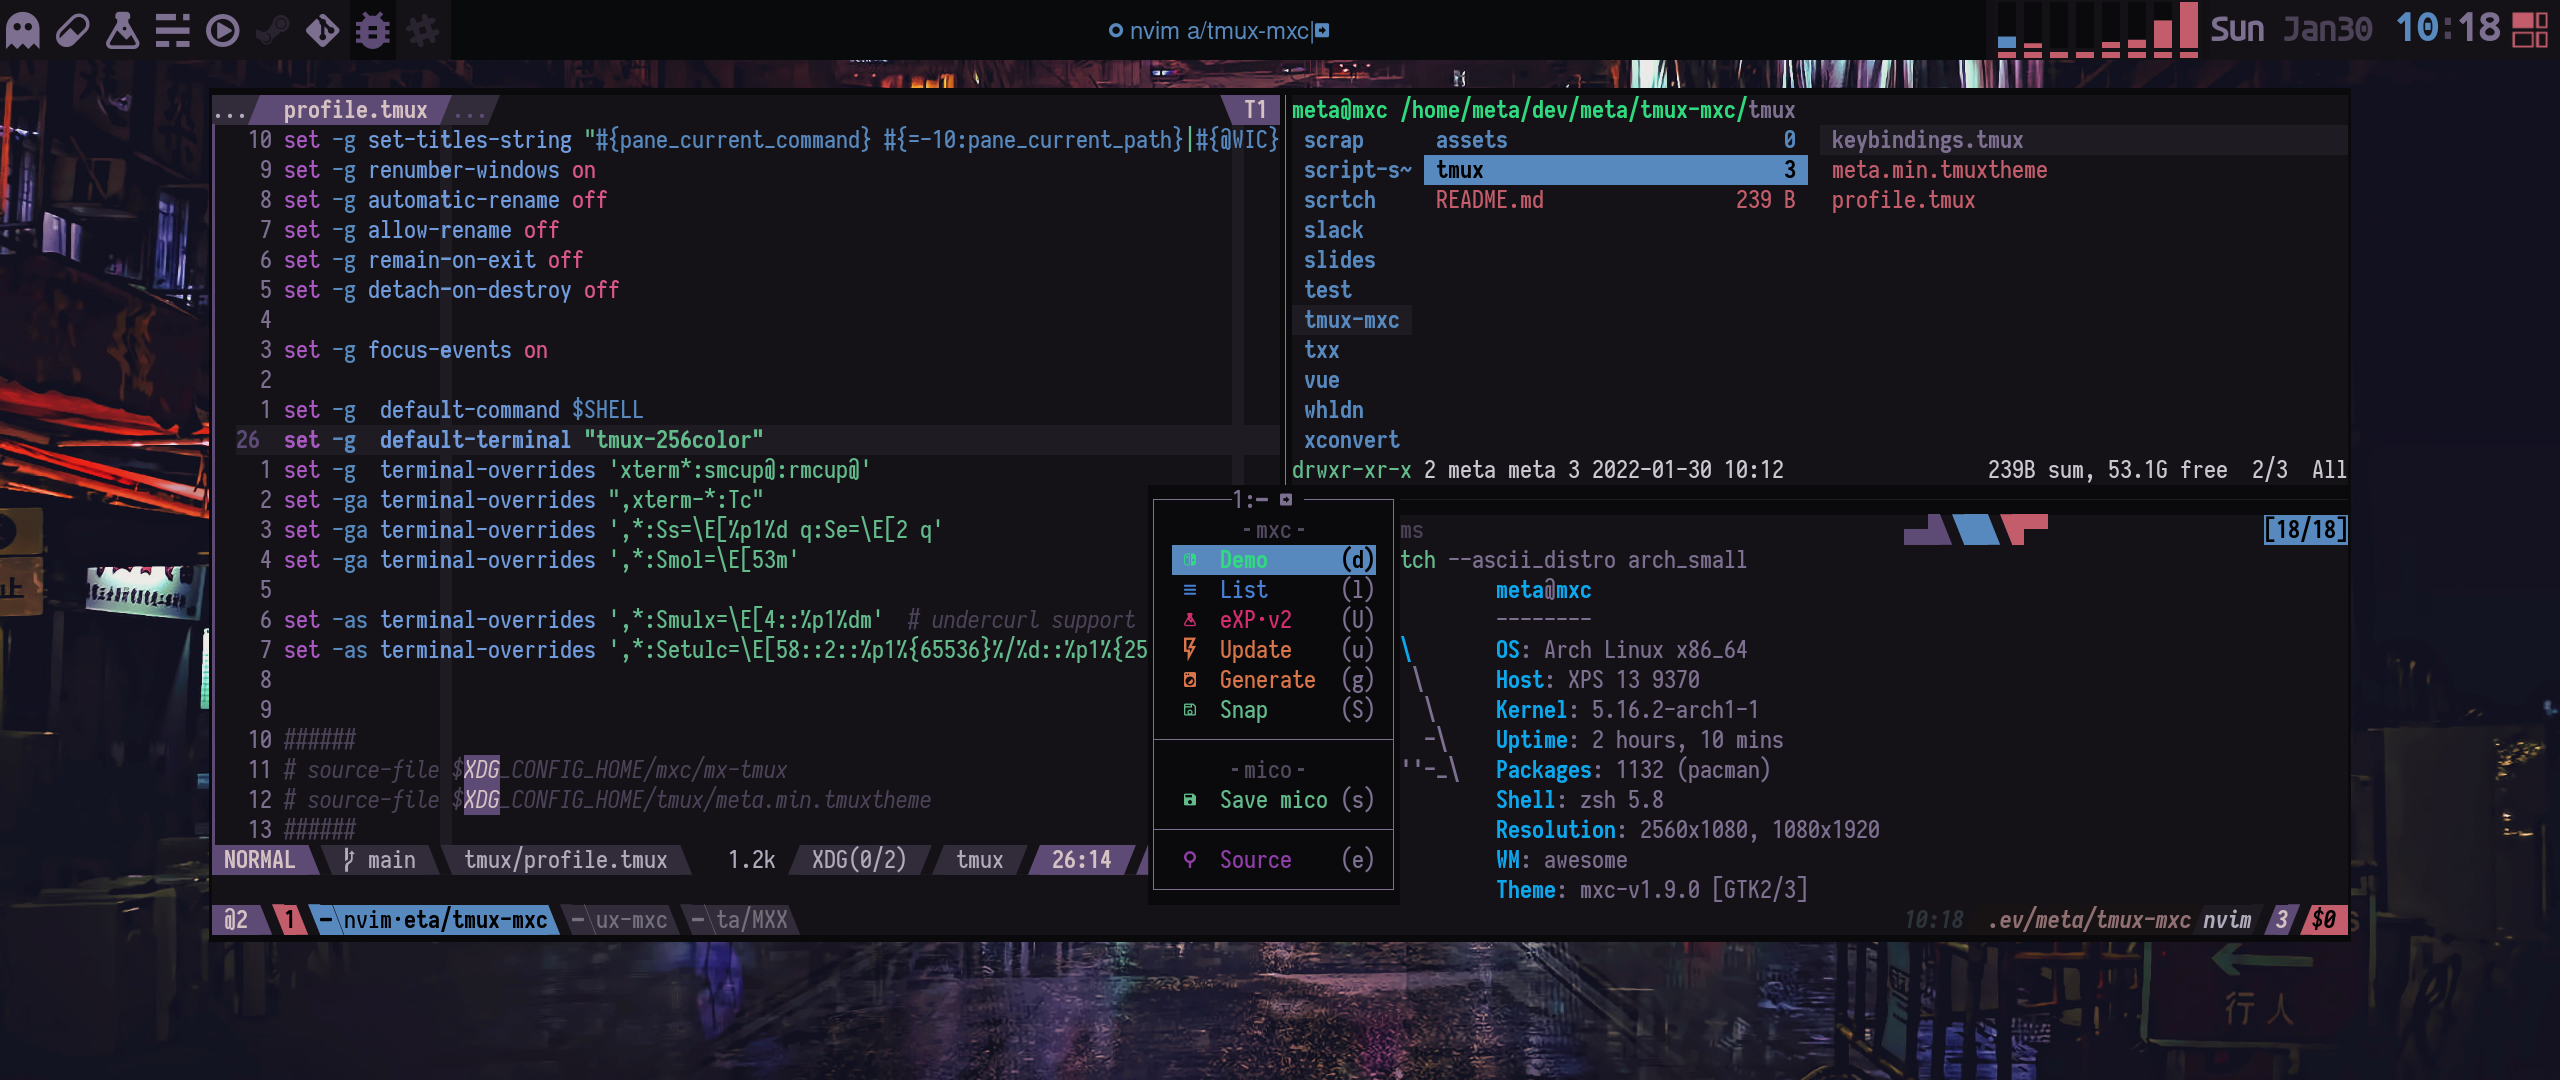 nvim a/tmux-mxc|
Sun Jan30 10:18
... profile.tmux ... T1
10 set -g set-titles-string "#{pane_current_command} #{=-10:pane_current_path}|#{@WIC}
9 set -g renumber-windows on
8 set -g automatic-rename off
7 set -g allow-rename off
6 set -g remain-on-exit off
5 set -g detach-on-destroy off
4
3 set -g focus-events on
2
1 set -g  default-command $SHELL
26 set -g  default-terminal "tmux-256color"
1 set -g  terminal-overrides 'xterm*:smcup@:rmcup@'
2 set -ga terminal-overrides ",xterm-*:Tc"
3 set -ga terminal-overrides ',*:Ss=\E[%p1%d q:Se=\E[2 q'
4 set -ga terminal-overrides ',*:Smol=\E[53m'
5
6 set -as terminal-overrides ',*:Smulx=\E[4::%p1%dm'  # undercurl support
7 set -as terminal-overrides ',*:Setulc=\E[58::2::%p1%{65536}%/%d::%p1%{25
8
9
10 ######
11 # source-file $XDG_CONFIG_HOME/mxc/mx-tmux
12 # source-file $XDG_CONFIG_HOME/tmux/meta.min.tmuxtheme
13 ######
NORMAL main tmux/profile.tmux 1.2k XDG(0/2) tmux 26:14
meta@mxc /home/meta/dev/meta/tmux-mxc/tmux
scrap assets 0 keybindings.tmux
script-s~ tmux 3 meta.min.tmuxtheme
scrtch README.md 239 B profile.tmux
slack
slides
test
tmux-mxc
txx
vue
whldn
xconvert
drwxr-xr-x 2 meta meta 3 2022-01-30 10:12 239B sum, 53.1G free 2/3 All
1:-
-mxc-
Demo (d)
List (l)
eXP·v2 (U)
Update (u)
Generate (g)
Snap (S)
-mico-
Save mico (s)
Source (e)
ms [18/18]
tch --ascii_distro arch_small
meta@mxc
--------
\ OS: Arch Linux x86_64
\ Host: XPS 13 9370
\ Kernel: 5.16.2-arch1-1
-\ Uptime: 2 hours, 10 mins
''-_\ Packages: 1132 (pacman)
Shell: zsh 5.8
Resolution: 2560x1080, 1080x1920
WM: awesome
Theme: mxc-v1.9.0 [GTK2/3]
@2 1 -\nvim·eta/tmux-mxc -\ux-mxc -\ta/MXX 10:18 .ev/meta/tmux-mxc nvim 3 $0
行人